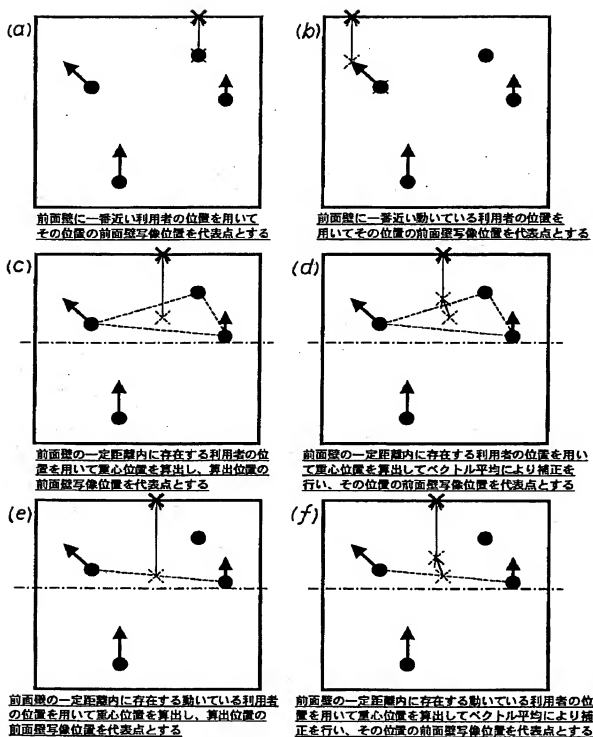 (a)
前面壁に一番近い利用者の位置を用いて
その位置の前面壁写像位置を代表点とする
(b)
前面壁に一番近い動いている利用者の位置を
用いてその位置の前面壁写像位置を代表点とする
(c)
前面壁の一定距離内に存在する利用者の位
置を用いて重心位置を算出し、算出位置の
前面壁写像位置を代表点とする
(d)
前面壁の一定距離内に存在する利用者の位置を用い
て重心位置を算出してベクトル平均により補正を
行い、その位置の前面壁写像位置を代表点とする
(e)
前面壁の一定距離内に存在する動いている利用者
の位置を用いて重心位置を算出し、算出位置の
前面壁写像位置を代表点とする
(f)
前面壁の一定距離内に存在する動いている利用者の位
置を用いて重心位置を算出してベクトル平均により補
正を行い、その位置の前面壁写像位置を代表点とする